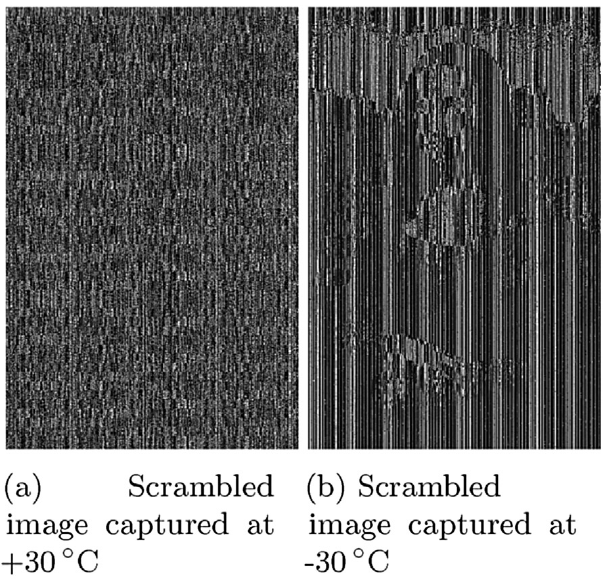 (a) Scrambled
image captured at
+30 °C
(b) Scrambled
image captured at
-30 °C